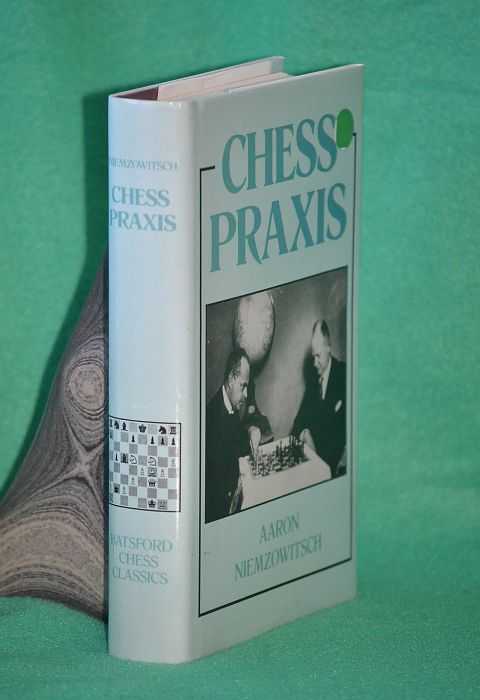 NIEMZOWITSCH
CHESS
PRAXIS
BATSFORD
CHESS
CLASSICS
CHESS
PRAXIS
AARON
NIEMZOWITSCH